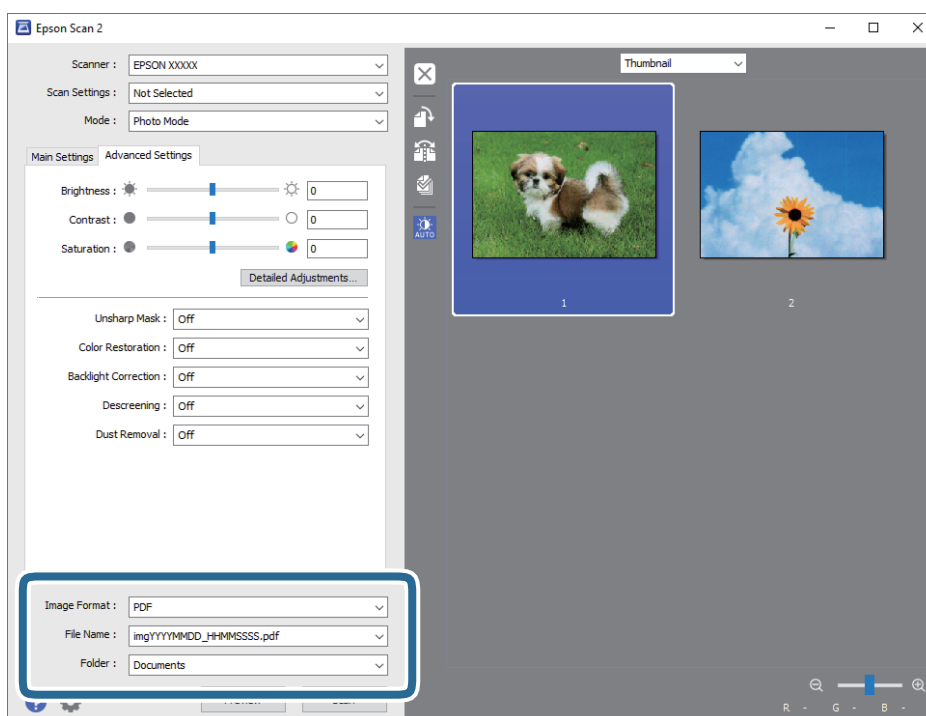 Epson Scan 2
Scanner : EPSON XXXXX
Scan Settings : Not Selected
Mode : Photo Mode
Main Settings Advanced Settings
Brightness : 0
Contrast : 0
Saturation : 0
Detailed Adjustments...
Unsharp Mask : Off
Color Restoration : Off
Backlight Correction : Off
Descreening : Off
Dust Removal : Off
Image Format : PDF
File Name : imgYYYYMMDD_HHMMSSSS.pdf
Folder : Documents
Thumbnail
AUTO
1
2
R - G - B -